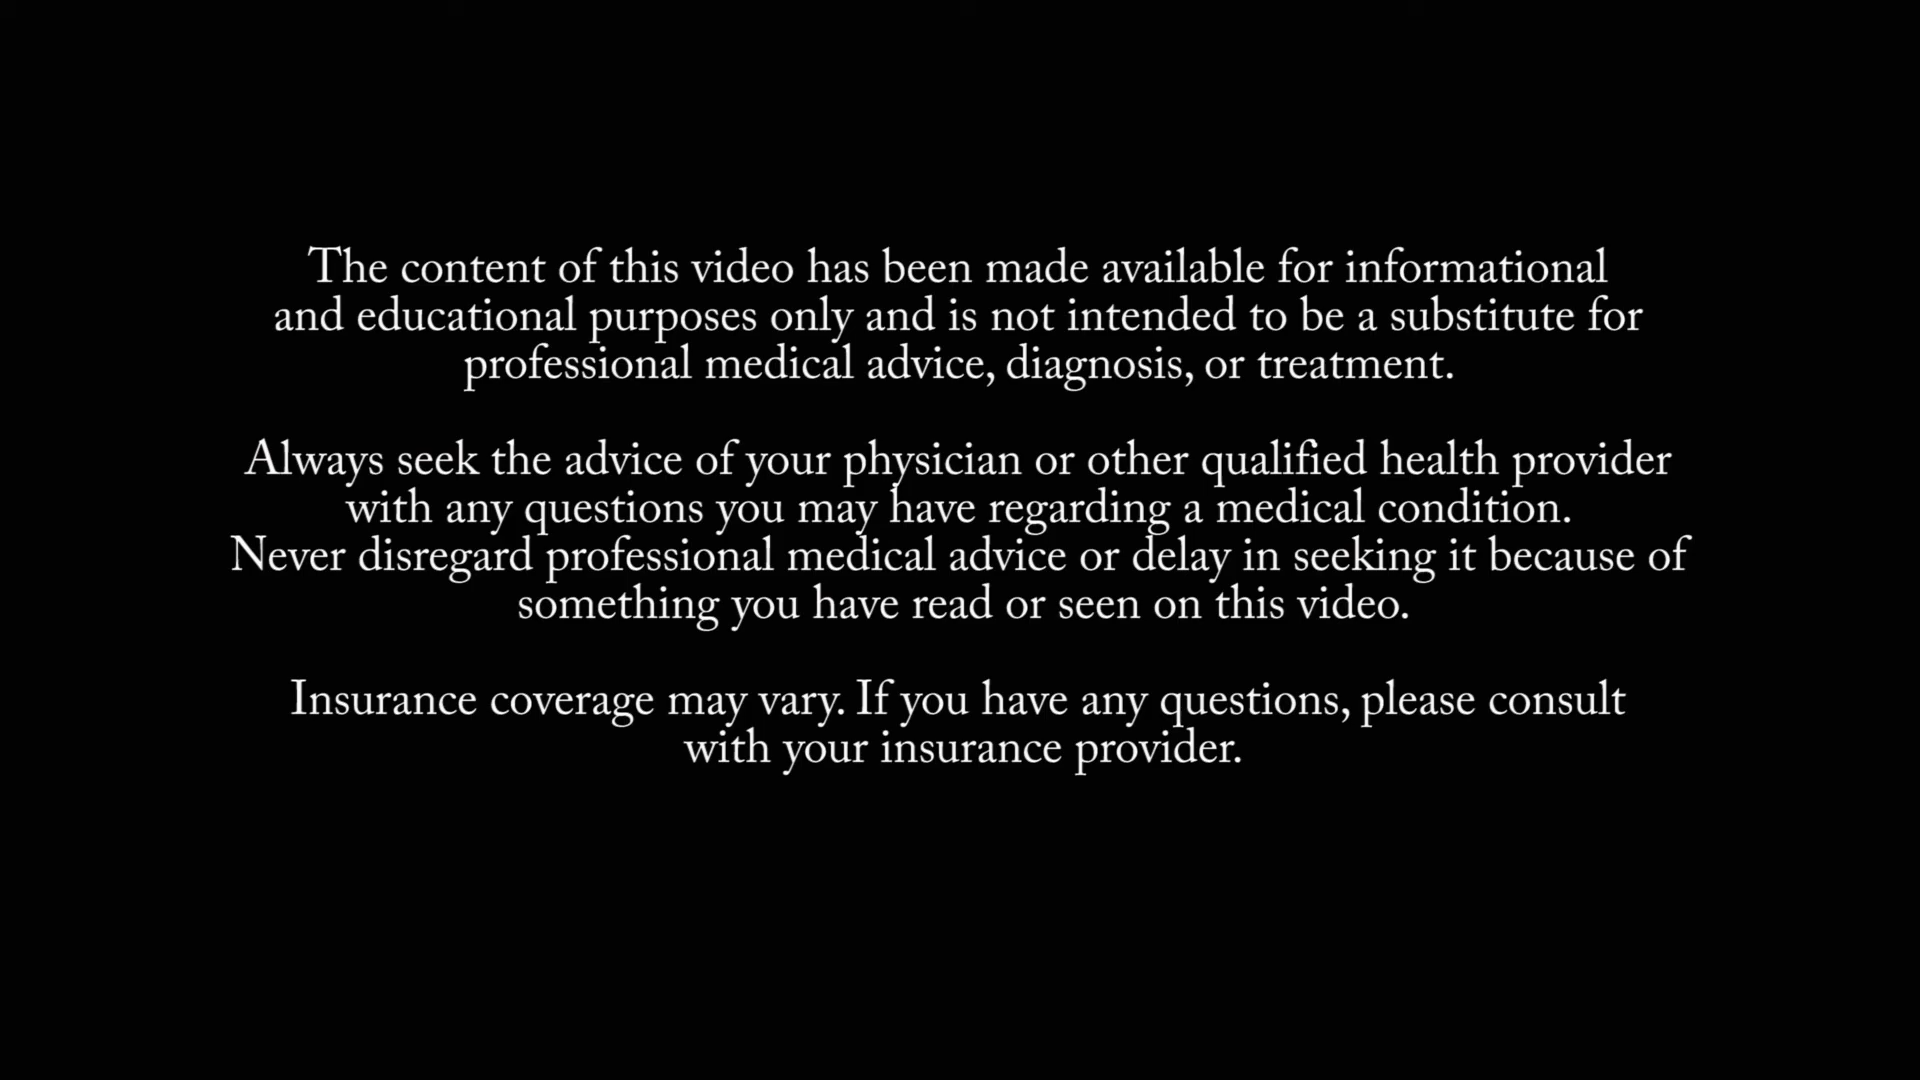 The content of this video has been made available for informational
and educational purposes only and is not intended to be a substitute for
professional medical advice, diagnosis, or treatment.
Always seek the advice of your physician or other qualified health provider
with any questions you may have regarding a medical condition.
Never disregard professional medical advice or delay in seeking it because of
something you have read or seen on this video.
Insurance coverage may vary. If you have any questions, please consult
with your insurance provider.